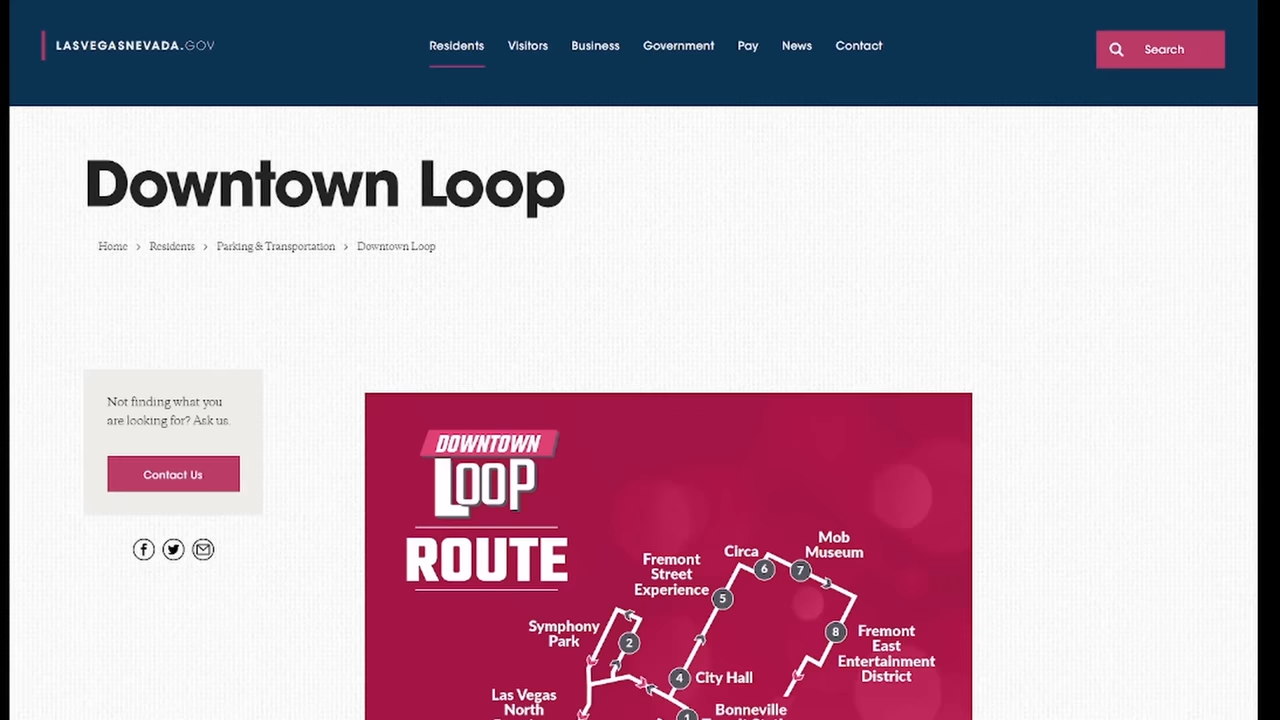 LASVEGASNEVADA.GOV
Residents
Visitors
Business
Government
Pay
News
Contact
Search
Downtown Loop
Home > Residents > Parking & Transportation > Downtown Loop
Not finding what you
are looking for? Ask us.
Contact Us
DOWNTOWN
LOOP
ROUTE
Mob
Museum
Circa
6
7
Fremont
Street
Experience
5
Symphony
Park
2
8
Fremont
East
Entertainment
District
4
City Hall
Las Vegas
North
1
Bonneville